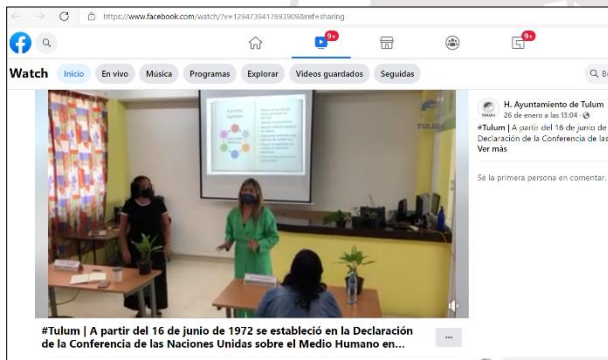 https://www.facebook.com/watch/?v=1294739417692909&ref=sharing
9+
9+
Watch
Inicio
En vivo
Música
Programas
Explorar
Videos guardados
Seguidas
TULUM
H. Ayuntamiento de Tulum
26 de enero a las 13:04
#Tulum | A partir del 16 de junio de
Declaración de la Conferencia de las
Ver más
Sé la primera persona en comentar.
#Tulum | A partir del 16 de junio de 1972 se estableció en la Declaración
de la Conferencia de las Naciones Unidas sobre el Medio Humano en...